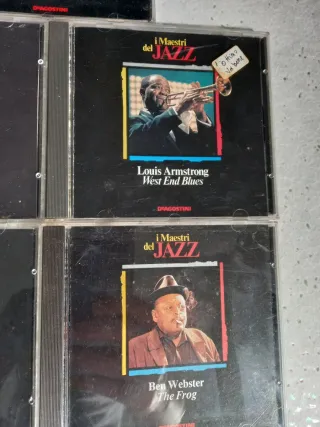 DeAGOSTINI
i Maestri
del JAZZ
Louis Armstrong
West End Blues
DeAGOSTINI
i Maestri
del JAZZ
Ben Webster
The Frog